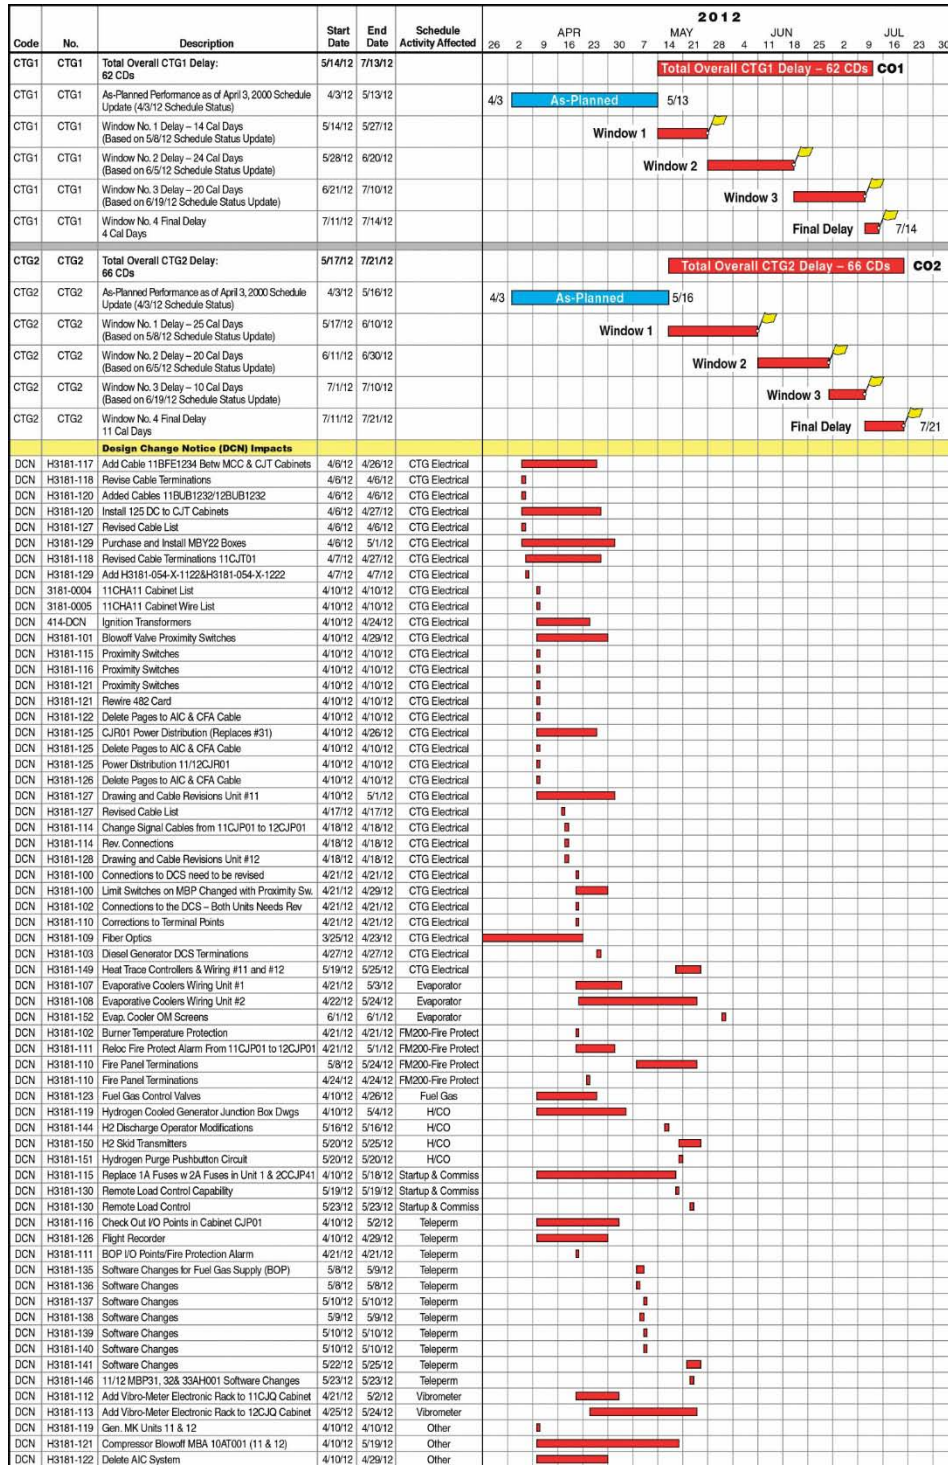 2012
APR MAY JUN JUL
Code No. Description Start Date End Date Schedule Activity Affected 26 2 9 16 23 30 7 14 21 28 4 11 18 25 2 9 16 23 30
CTG1 CTG1 Total Overall CTG1 Delay: 5/14/12 7/13/12 Total Overall CTG1 Delay – 62 CDs CO1
62 CDs
CTG1 CTG1 As-Planned Performance as of April 3, 2000 Schedule 4/3/12 5/13/12 4/3 As-Planned 5/13
Update (4/3/12 Schedule Status)
CTG1 CTG1 Window No. 1 Delay – 14 Cal Days 5/14/12 5/27/12 Window 1
(Based on 5/8/12 Schedule Status Update)
CTG1 CTG1 Window No. 2 Delay – 24 Cal Days 5/28/12 6/20/12 Window 2
(Based on 6/5/12 Schedule Status Update)
CTG1 CTG1 Window No. 3 Delay – 20 Cal Days 6/21/12 7/10/12 Window 3
(Based on 6/19/12 Schedule Status Update)
CTG1 CTG1 Window No. 4 Final Delay 7/11/12 7/14/12 Final Delay 7/14
4 Cal Days
CTG2 CTG2 Total Overall CTG2 Delay: 5/17/12 7/21/12 Total Overall CTG2 Delay – 66 CDs CO2
66 CDs
CTG2 CTG2 As-Planned Performance as of April 3, 2000 Schedule 4/3/12 5/16/12 4/3 As-Planned 5/16
Update (4/3/12 Schedule Status)
CTG2 CTG2 Window No. 1 Delay – 25 Cal Days 5/17/12 6/10/12 Window 1
(Based on 5/8/12 Schedule Status Update)
CTG2 CTG2 Window No. 2 Delay – 20 Cal Days 6/11/12 6/30/12 Window 2
(Based on 6/5/12 Schedule Status Update)
CTG2 CTG2 Window No. 3 Delay – 10 Cal Days 7/1/12 7/10/12 Window 3
(Based on 6/19/12 Schedule Status Update)
CTG2 CTG2 Window No. 4 Final Delay 7/11/12 7/21/12 Final Delay 7/21
11 Cal Days
Design Change Notice (DCN) Impacts
DCN H3181-117 Add Cable 11BFE1234 Betw MCC & CJT Cabinets 4/6/12 4/26/12 CTG Electrical
DCN H3181-118 Revise Cable Terminations 4/6/12 4/6/12 CTG Electrical
DCN H3181-120 Added Cables 11BUB1232/12BUB1232 4/6/12 4/6/12 CTG Electrical
DCN H3181-120 Install 125 DC to CJT Cabinets 4/6/12 4/27/12 CTG Electrical
DCN H3181-127 Revised Cable List 4/6/12 4/6/12 CTG Electrical
DCN H3181-129 Purchase and Install MBY22 Boxes 4/6/12 5/1/12 CTG Electrical
DCN H3181-118 Revised Cable Terminations 11CJT01 4/7/12 4/27/12 CTG Electrical
DCN H3181-129 Add H3181-054-X-1122&H3181-054-X-1222 4/7/12 4/7/12 CTG Electrical
DCN 3181-0004 11CHA11 Cabinet List 4/10/12 4/10/12 CTG Electrical
DCN 3181-0005 11CHA11 Cabinet Wire List 4/10/12 4/10/12 CTG Electrical
DCN 414-DCN Ignition Transformers 4/10/12 4/24/12 CTG Electrical
DCN H3181-101 Blowoff Valve Proximity Switches 4/10/12 4/29/12 CTG Electrical
DCN H3181-115 Proximity Switches 4/10/12 4/10/12 CTG Electrical
DCN H3181-116 Proximity Switches 4/10/12 4/10/12 CTG Electrical
DCN H3181-121 Proximity Switches 4/10/12 4/10/12 CTG Electrical
DCN H3181-121 Rewire 482 Card 4/10/12 4/10/12 CTG Electrical
DCN H3181-122 Delete Pages to AIC & CFA Cable 4/10/12 4/10/12 CTG Electrical
DCN H3181-125 CJR01 Power Distribution (Replaces #31) 4/10/12 4/26/12 CTG Electrical
DCN H3181-125 Delete Pages to AIC & CFA Cable 4/10/12 4/10/12 CTG Electrical
DCN H3181-125 Power Distribution 11/12CJR01 4/10/12 4/10/12 CTG Electrical
DCN H3181-126 Delete Pages to AIC & CFA Cable 4/10/12 4/10/12 CTG Electrical
DCN H3181-127 Drawing and Cable Revisions Unit #11 4/10/12 5/1/12 CTG Electrical
DCN H3181-127 Revised Cable List 4/17/12 4/17/12 CTG Electrical
DCN H3181-114 Change Signal Cables from 11CJP01 to 12CJP01 4/18/12 4/18/12 CTG Electrical
DCN H3181-114 Rev. Connections 4/18/12 4/18/12 CTG Electrical
DCN H3181-128 Drawing and Cable Revisions Unit #12 4/18/12 4/18/12 CTG Electrical
DCN H3181-100 Connections to DCS need to be revised 4/21/12 4/21/12 CTG Electrical
DCN H3181-100 Limit Switches on MBP Changed with Proximity Sw. 4/21/12 4/29/12 CTG Electrical
DCN H3181-102 Connections to the DCS – Both Units Needs Rev 4/21/12 4/21/12 CTG Electrical
DCN H3181-110 Corrections to Terminal Points 4/21/12 4/21/12 CTG Electrical
DCN H3181-109 Fiber Optics 3/25/12 4/23/12 CTG Electrical
DCN H3181-103 Diesel Generator DCS Terminations 4/27/12 4/27/12 CTG Electrical
DCN H3181-149 Heat Trace Controllers & Wiring #11 and #12 5/19/12 5/25/12 CTG Electrical
DCN H3181-107 Evaporative Coolers Wiring Unit #1 4/21/12 5/3/12 Evaporator
DCN H3181-108 Evaporative Coolers Wiring Unit #2 4/22/12 5/24/12 Evaporator
DCN H3181-152 Evap. Cooler OM Screens 6/1/12 6/1/12 Evaporator
DCN H3181-102 Burner Temperature Protection 4/21/12 4/21/12 FM200-Fire Protect
DCN H3181-111 Reloc Fire Protect Alarm From 11CJP01 to 12CJP01 4/21/12 5/1/12 FM200-Fire Protect
DCN H3181-110 Fire Panel Terminations 5/8/12 5/24/12 FM200-Fire Protect
DCN H3181-110 Fire Panel Terminations 4/24/12 4/24/12 FM200-Fire Protect
DCN H3181-123 Fuel Gas Control Valves 4/10/12 4/26/12 Fuel Gas
DCN H3181-119 Hydrogen Cooled Generator Junction Box Dwgs 4/10/12 5/4/12 H/CO
DCN H3181-144 H2 Discharge Operator Modifications 5/16/12 5/16/12 H/CO
DCN H3181-150 H2 Skid Transmitters 5/20/12 5/25/12 H/CO
DCN H3181-151 Hydrogen Purge Pushbutton Circuit 5/20/12 5/20/12 H/CO
DCN H3181-115 Replace 1A Fuses w 2A Fuses in Unit 1 & 2CCJP41 4/10/12 5/18/12 Startup & Commiss
DCN H3181-130 Remote Load Control Capability 5/19/12 5/19/12 Startup & Commiss
DCN H3181-130 Remote Load Control 5/23/12 5/23/12 Startup & Commiss
DCN H3181-116 Check Out I/O Points in Cabinet CJP01 4/10/12 5/2/12 Teleperm
DCN H3181-126 Flight Recorder 4/10/12 4/29/12 Teleperm
DCN H3181-111 BOP I/O Points/Fire Protection Alarm 4/21/12 4/21/12 Teleperm
DCN H3181-135 Software Changes for Fuel Gas Supply (BOP) 5/8/12 5/9/12 Teleperm
DCN H3181-136 Software Changes 5/8/12 5/8/12 Teleperm
DCN H3181-137 Software Changes 5/10/12 5/10/12 Teleperm
DCN H3181-138 Software Changes 5/9/12 5/9/12 Teleperm
DCN H3181-139 Software Changes 5/10/12 5/10/12 Teleperm
DCN H3181-140 Software Changes 5/10/12 5/10/12 Teleperm
DCN H3181-141 Software Changes 5/22/12 5/25/12 Teleperm
DCN H3181-146 11/12 MBP31, 32& 33AH001 Software Changes 5/23/12 5/23/12 Teleperm
DCN H3181-112 Add Vibro-Meter Electronic Rack to 11CJQ Cabinet 4/21/12 5/2/12 Vibrometer
DCN H3181-113 Add Vibro-Meter Electronic Rack to 12CJQ Cabinet 4/25/12 5/24/12 Vibrometer
DCN H3181-119 Gen. MK Units 11 & 12 4/10/12 4/10/12 Other
DCN H3181-121 Compressor Blowoff MBA 10AT001 (11 & 12) 4/10/12 5/19/12 Other
DCN H3181-122 Delete AIC System 4/10/12 4/29/12 Other